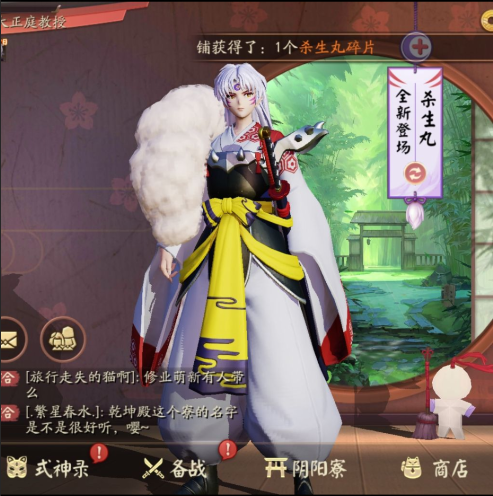 大正庭教授
铺获得了：1个杀生丸碎片
杀生丸
全新登场
合 [旅行走失的猫啊]: 修业萌新有人带
么
合 [.繁星春水.]: 乾坤殿这个寮的名字
是不是很好听，嘤~
式神录
备战
阴阳寮
商店